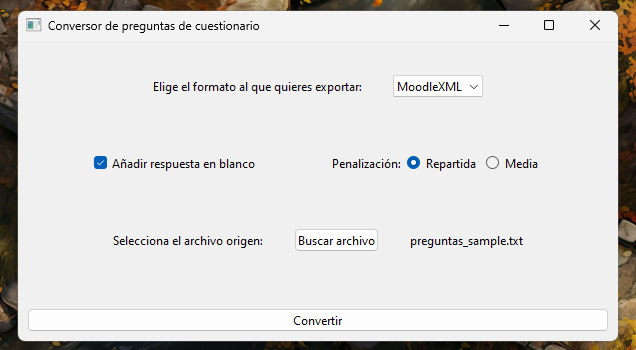 Conversor de preguntas de cuestionario
Elige el formato al que quieres exportar: MoodleXML
Añadir respuesta en blanco Penalización: Repartida Media
Selecciona el archivo origen: Buscar archivo preguntas_sample.txt
Convertir